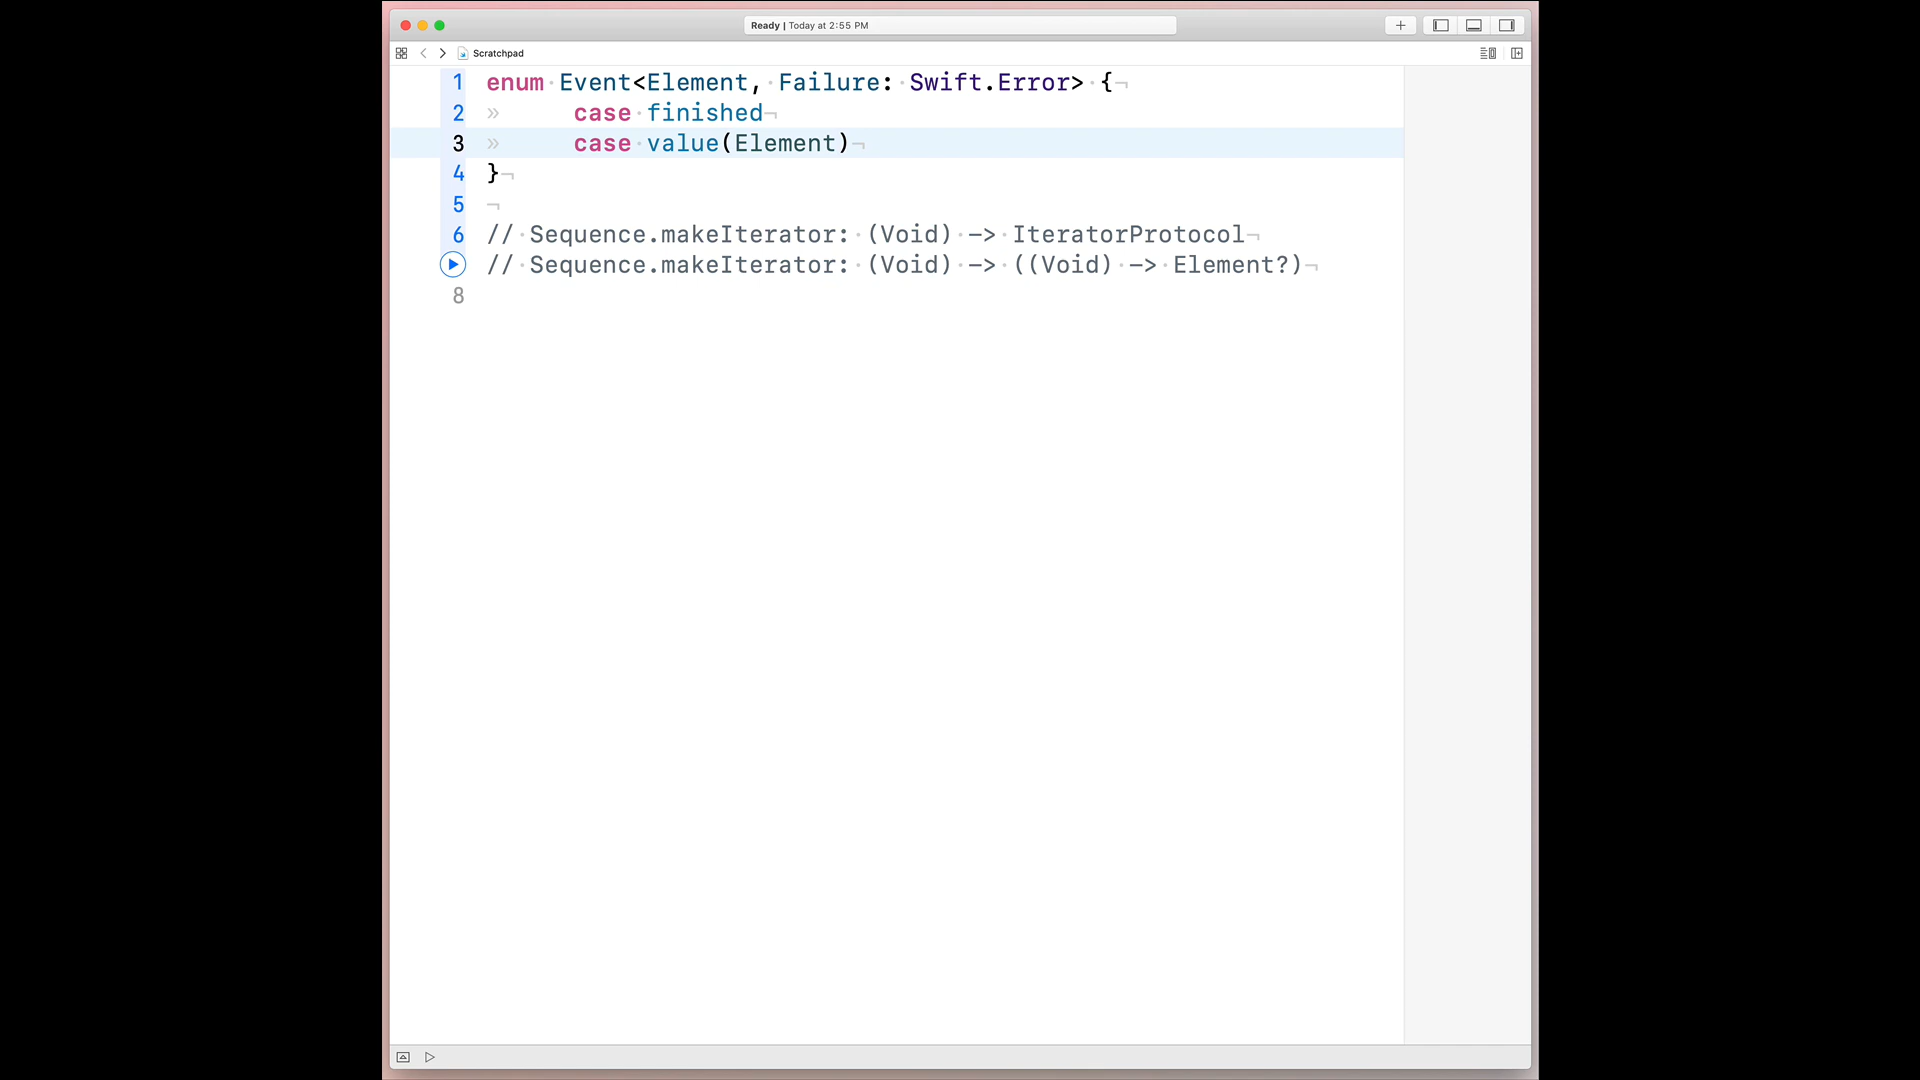 Ready | Today at 2:55 PM
Scratchpad
1 enum Event<Element, Failure: Swift.Error> {
2 case finished
3 case value(Element)
4 }
5
6 // Sequence.makeIterator: (Void) -> IteratorProtocol
// Sequence.makeIterator: (Void) -> ((Void) -> Element?)
8